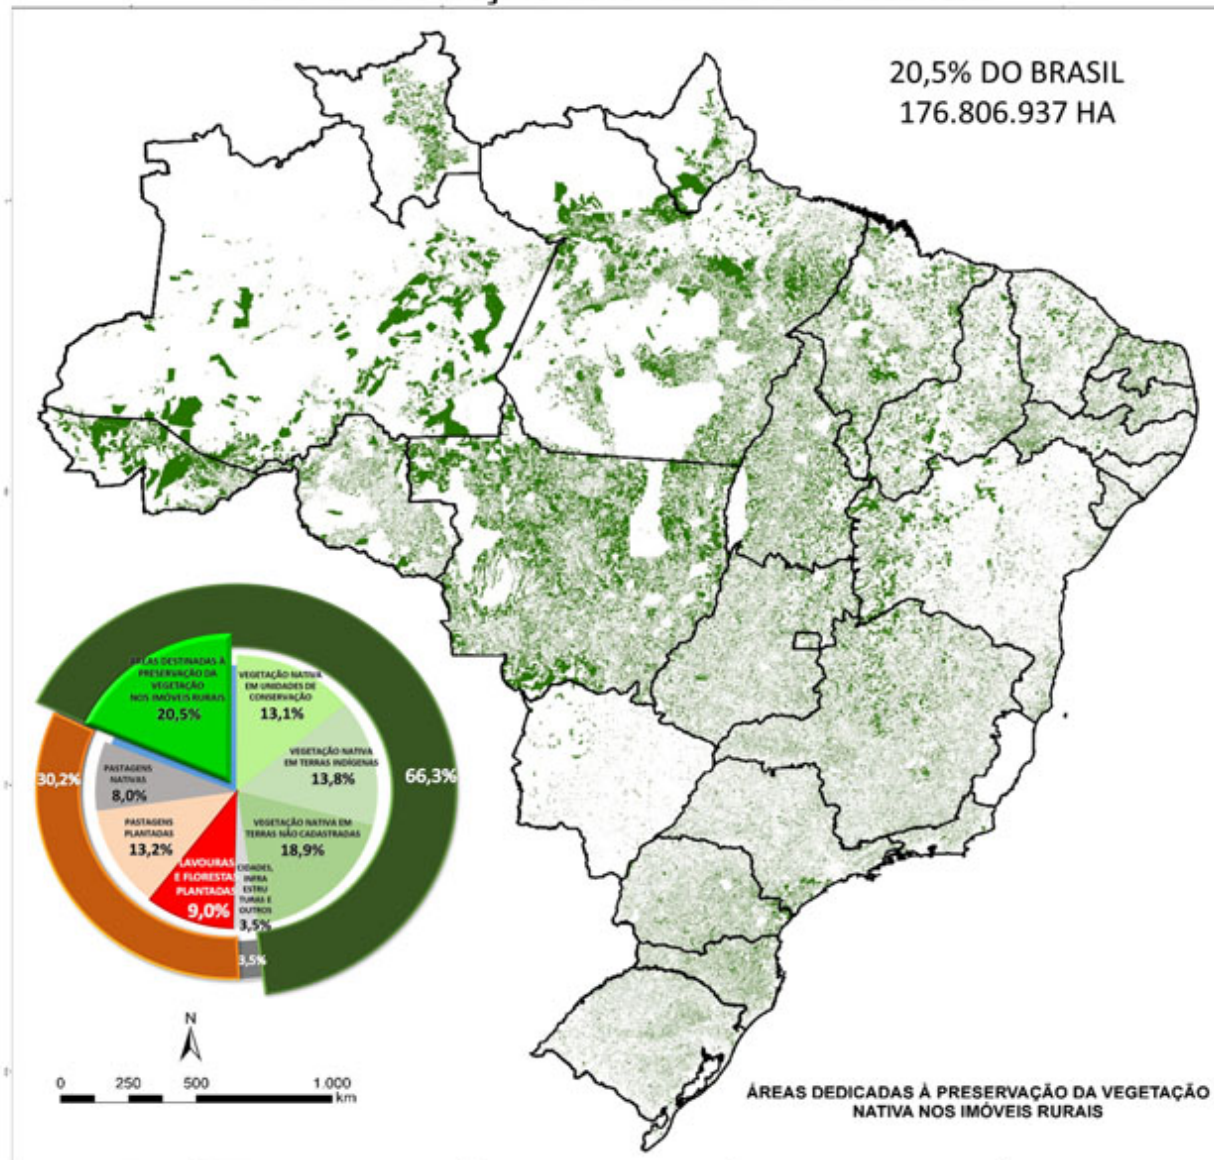 20,5% DO BRASIL
176.806.937 HA
ÁREAS DESTINADAS À
PRESERVAÇÃO DA
VEGETAÇÃO
NOS IMÓVEIS RURAIS
20,5%
VEGETAÇÃO NATIVA
EM UNIDADES DE
CONSERVAÇÃO
13,1%
VEGETAÇÃO NATIVA
EM TERRAS INDÍGENAS
13,8%
66,3%
30,2%
PASTAGENS
NATIVAS
8,0%
PASTAGENS
PLANTADAS
13,2%
VEGETAÇÃO NATIVA EM
TERRAS NÃO CADASTRADAS
18,9%
LAVOURAS
E FLORESTAS
PLANTADAS
9,0%
CIDADES,
INFRA
ESTRU
TURAS E
OUTROS
3,5%
3,5%
N
0 250 500 1.000
km
ÁREAS DEDICADAS À PRESERVAÇÃO DA VEGETAÇÃO
NATIVA NOS IMÓVEIS RURAIS